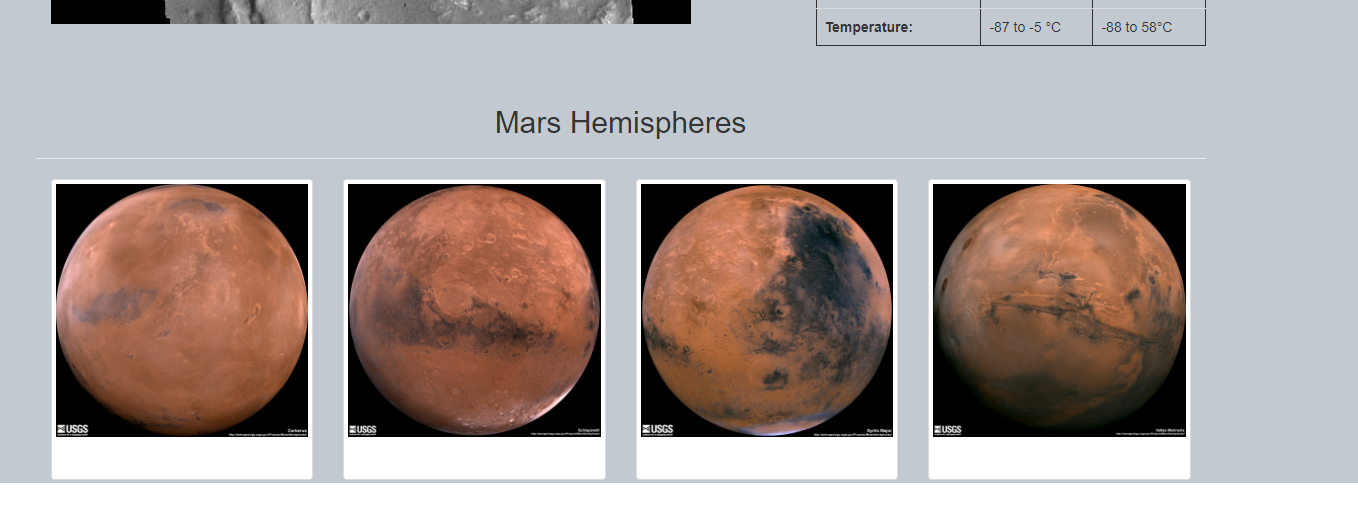 Temperature: -87 to -5 °C -88 to 58°C
Mars Hemispheres
USGS
Cerberus
USGS
Schiaparelli
USGS
Syrtis Major
USGS
Valles Marineris